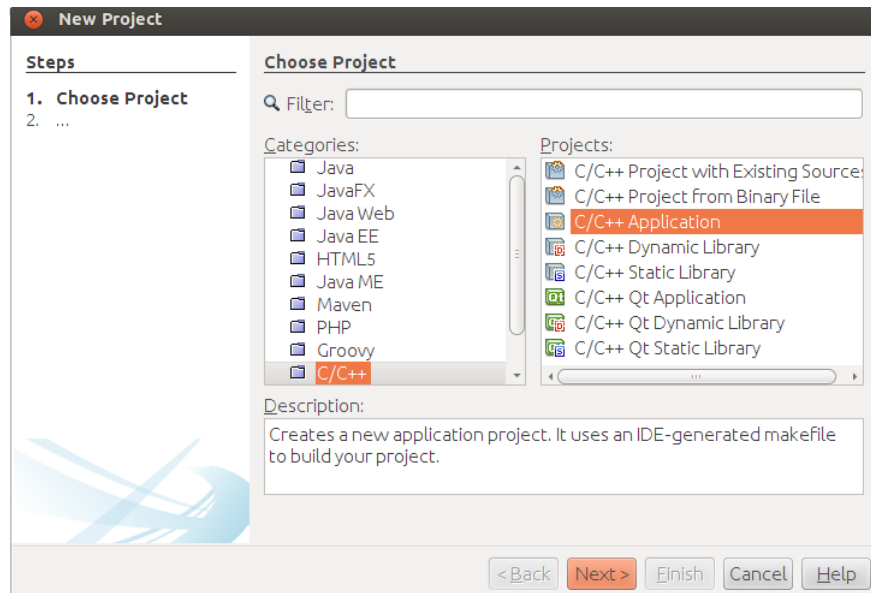 New Project
Steps
1. Choose Project
2. ...
Choose Project
Filter:
Categories:
Java
JavaFX
Java Web
Java EE
HTML5
Java ME
Maven
PHP
Groovy
C/C++
Projects:
C/C++ Project with Existing Source
C/C++ Project from Binary File
C/C++ Application
C/C++ Dynamic Library
C/C++ Static Library
C/C++ Qt Application
C/C++ Qt Dynamic Library
C/C++ Qt Static Library
Description:
Creates a new application project. It uses an IDE-generated makefile
to build your project.
< Back Next > Finish Cancel Help